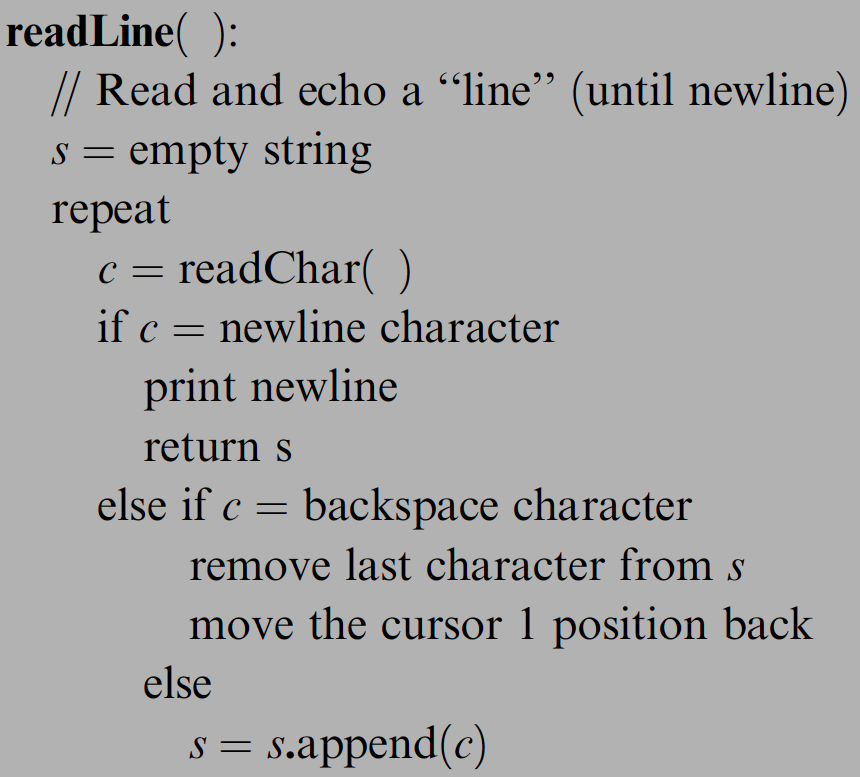 readLine( ):
// Read and echo a “line” (until newline)
s = empty string
repeat
c = readChar( )
if c = newline character
print newline
return s
else if c = backspace character
remove last character from s
move the cursor 1 position back
else
s = s.append(c)